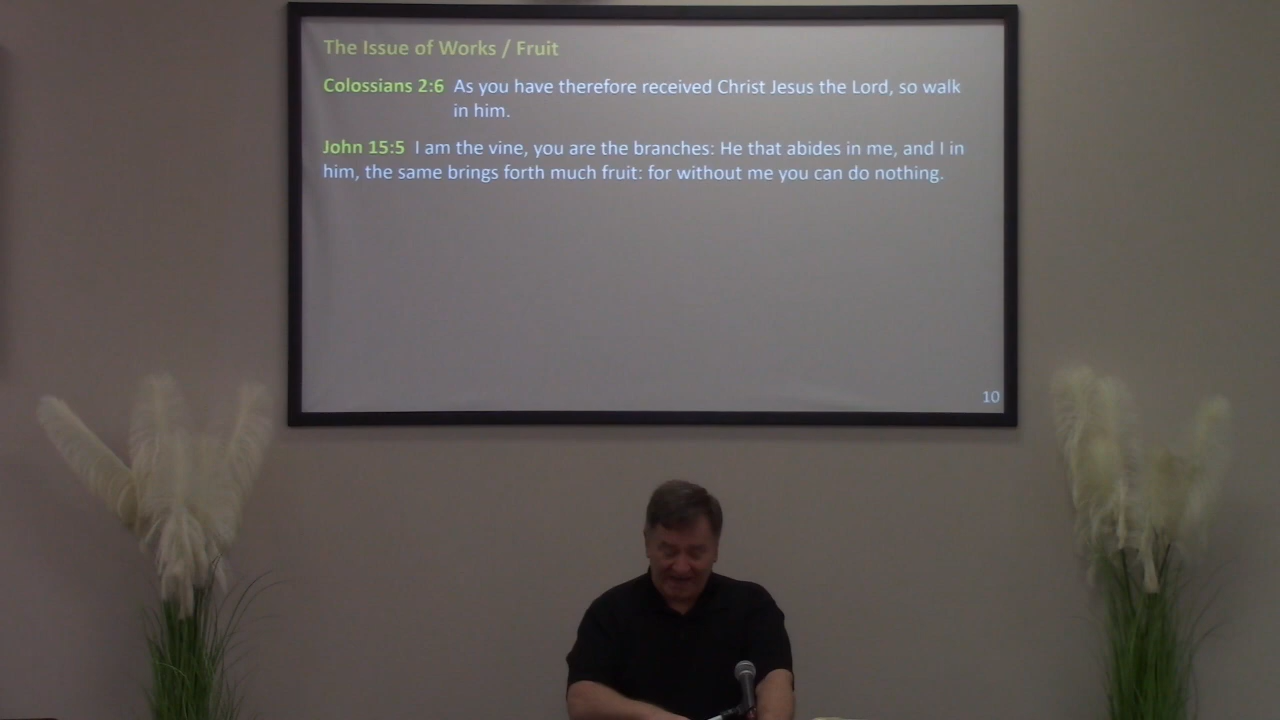 The Issue of Works / Fruit
Colossians 2:6 As you have therefore received Christ Jesus the Lord, so walk
in him.
John 15:5 I am the vine, you are the branches: He that abides in me, and I in
him, the same brings forth much fruit: for without me you can do nothing.
10